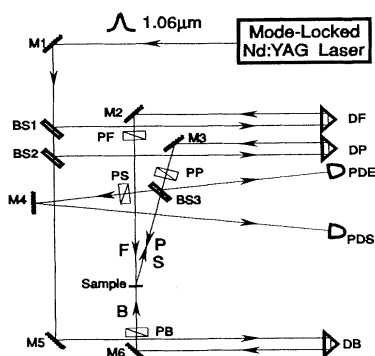 1.06μm
Mode-Locked
Nd:YAG Laser
M1
M2
M3
BS1
PF
DF
BS2
DP
PP
PS
PDE
M4
BS3
PDS
F
P
S
Sample
B
PB
M5
M6
DB